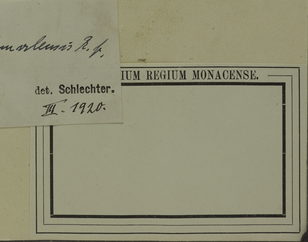 R. f.
det. Schlechter.
III. 1920.
IUM REGIUM MONACENSE.